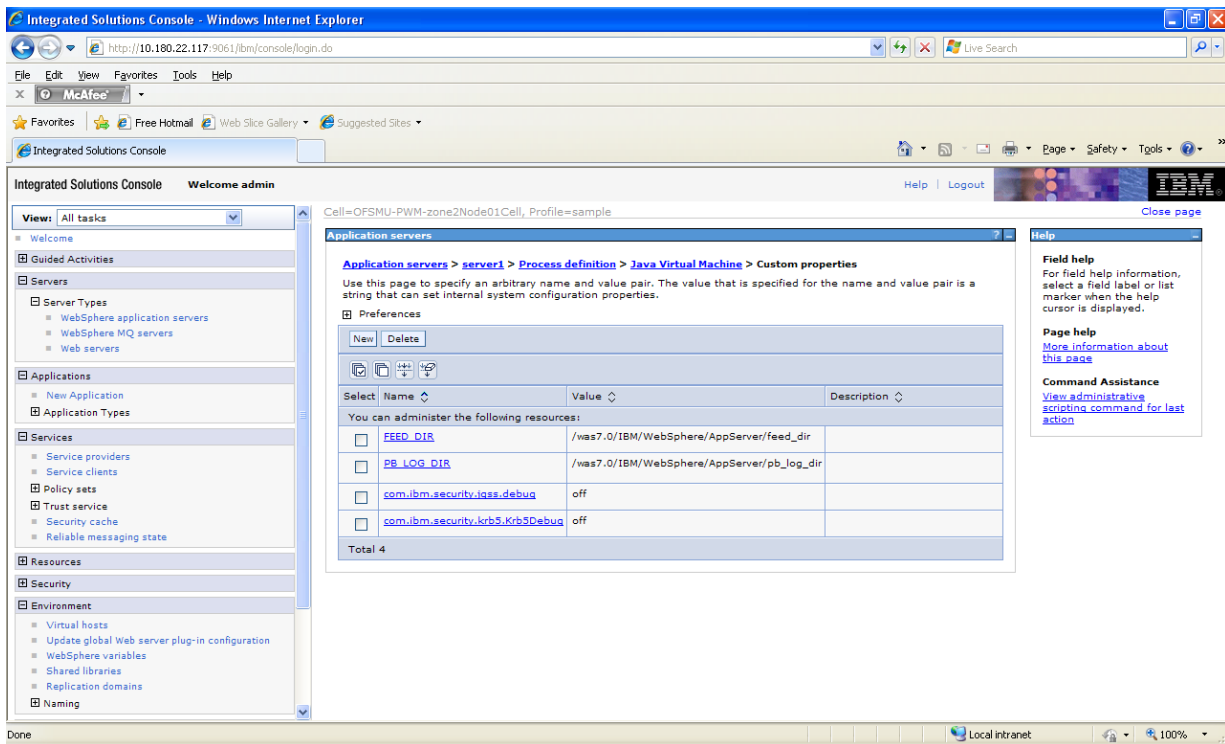 Integrated Solutions Console - Windows Internet Explorer
http://10.180.22.117:9061/ibm/console/login.do
Live Search
File Edit View Favorites Tools Help
X McAfee
Favorites Free Hotmail Web Slice Gallery Suggested Sites
Integrated Solutions Console
Page Safety Tools »
Integrated Solutions Console Welcome admin
Help | Logout
IBM
View: All tasks
Welcome
Guided Activities
Servers
Server Types
WebSphere application servers
WebSphere MQ servers
Web servers
Applications
New Application
Application Types
Services
Service providers
Service clients
Policy sets
Trust service
Security cache
Reliable messaging state
Resources
Security
Environment
Virtual hosts
Update global Web server plug-in configuration
WebSphere variables
Shared libraries
Replication domains
Naming
Cell=OFSMU-PWM-zone2Node01Cell, Profile=sample
Close page
Application servers
? -
Application servers > server1 > Process definition > Java Virtual Machine > Custom properties
Use this page to specify an arbitrary name and value pair. The value that is specified for the name and value pair is a
string that can set internal system configuration properties.
Preferences
New Delete
Select Name Value Description
You can administer the following resources:
FEED_DIR /was7.0/IBM/WebSphere/AppServer/feed_dir
PB_LOG_DIR /was7.0/IBM/WebSphere/AppServer/pb_log_dir
com.ibm.security.jgss.debug off
com.ibm.security.krb5.Krb5Debug off
Total 4
Help
Field help
For field help information,
select a field label or list
marker when the help
cursor is displayed.
Page help
More information about
this page
Command Assistance
View administrative
scripting command for last
action
Done
Local intranet
100%